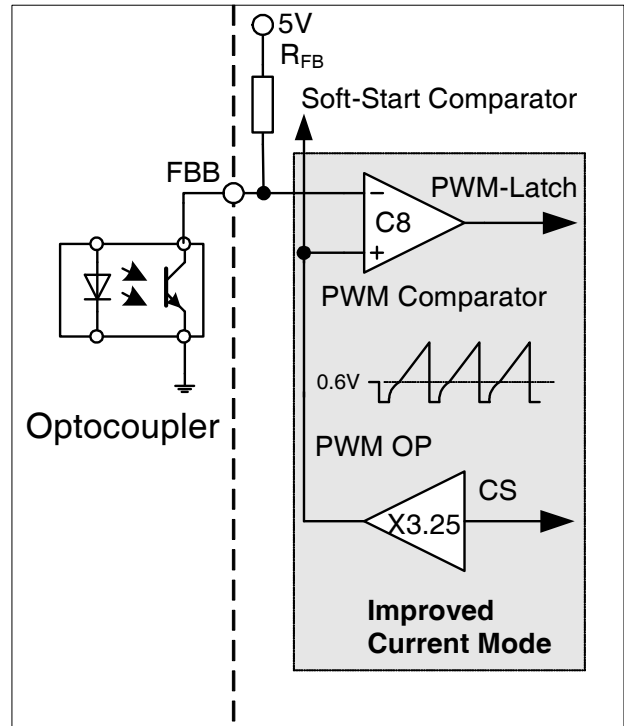 5V
RFB
Soft-Start Comparator
FBB
PWM-Latch
−
C8
+
PWM Comparator
0.6V
Optocoupler
PWM OP
CS
X3.25
Improved
Current Mode